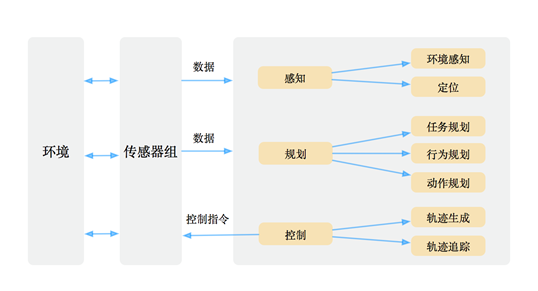 环境
传感器组
数据
数据
控制指令
感知
环境感知
定位
规划
任务规划
行为规划
动作规划
控制
轨迹生成
轨迹追踪